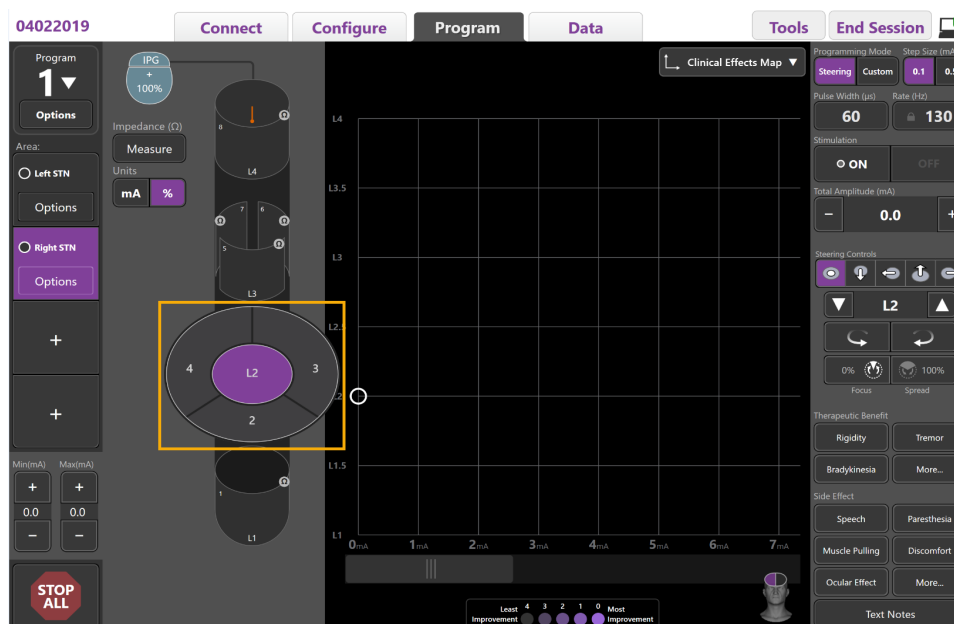 04022019
Connect
Configure
Program
Data
Tools
End Session
Program
1
Options
Area:
Left STN
Options
Right STN
Options
+
+
Min(mA) Max(mA)
+ +
0.0 0.0
− −
STOP
ALL
IPG
+
100%
Impedance (Ω)
Measure
Units
mA %
8
Ω
L4
7 6
Ω Ω
5 Ω
L3
4 L2 3
2
Ω
1
L1
Clinical Effects Map
L4
L3.5
L3
L2.5
L2
L1.5
L1
0mA 1mA 2mA 3mA 4mA 5mA 6mA 7mA
Least 4 3 2 1 0 Most
Improvement Improvement
Programming Mode Step Size (mA
Steering Custom 0.1 0.5
Pulse Width (µs) Rate (Hz)
60 130
Stimulation
ON OFF
Total Amplitude (mA)
− 0.0 +
Steering Controls
L2
0% 100%
Focus Spread
Therapeutic Benefit
Rigidity Tremor
Bradykinesia More...
Side Effect
Speech Paresthesia
Muscle Pulling Discomfort
Ocular Effect More...
Text Notes